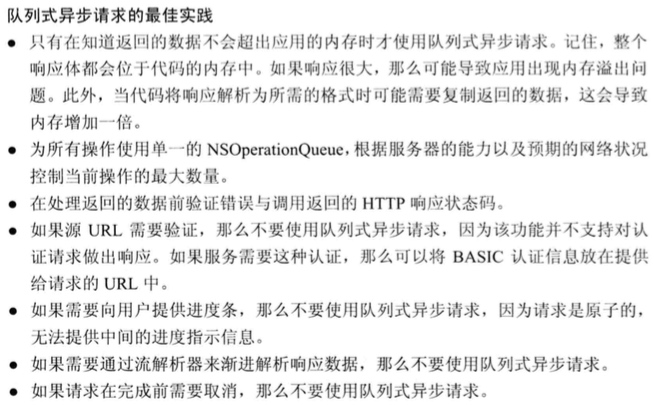 队列式异步请求的最佳实践
● 只有在知道返回的数据不会超出应用的内存时才使用队列式异步请求。记住，整个
响应体都会位于代码的内存中。如果响应很大，那么可能导致应用出现内存溢出问
题。此外，当代码将响应解析为所需的格式时可能需要复制返回的数据，这会导致
内存增加一倍。
● 为所有操作使用单一的 NSOperationQueue，根据服务器的能力以及预期的网络状况
控制当前操作的最大数量。
● 在处理返回的数据前验证错误与调用返回的 HTTP 响应状态码。
● 如果源 URL 需要验证，那么不要使用队列式异步请求，因为该功能并不支持对认
证请求做出响应。如果服务需要这种认证，那么可以将 BASIC 认证信息放在提供
给请求的 URL 中。
● 如果需要向用户提供进度条，那么不要使用队列式异步请求，因为请求是原子的，
无法提供中间的进度指示信息。
● 如果需要通过流解析器来渐进解析响应数据，那么不要使用队列式异步请求。
● 如果请求在完成前需要取消，那么不要使用队列式异步请求。